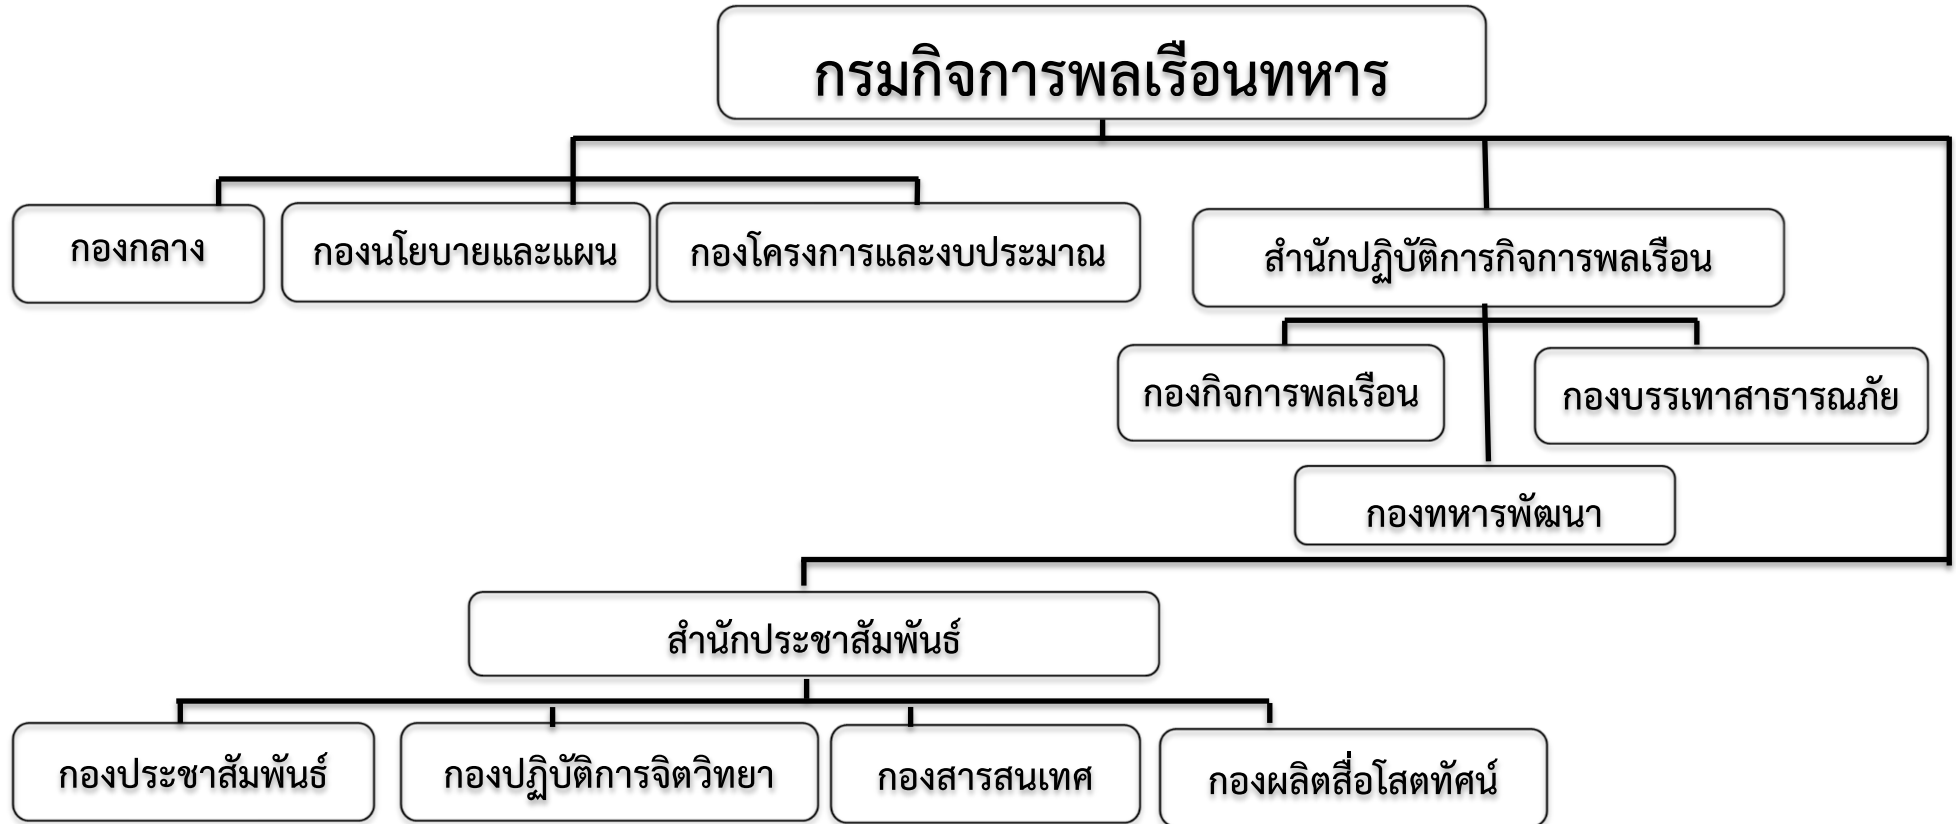 กรมกิจการพลเรือนทหาร
กองกลาง
กองนโยบายและแผน
กองโครงการและงบประมาณ
สำนักปฏิบัติการกิจการพลเรือน
กองกิจการพลเรือน
กองบรรเทาสาธารณภัย
กองทหารพัฒนา
สำนักประชาสัมพันธ์
กองประชาสัมพันธ์
กองปฏิบัติการจิตวิทยา
กองสารสนเทศ
กองผลิตสื่อโสตทัศน์